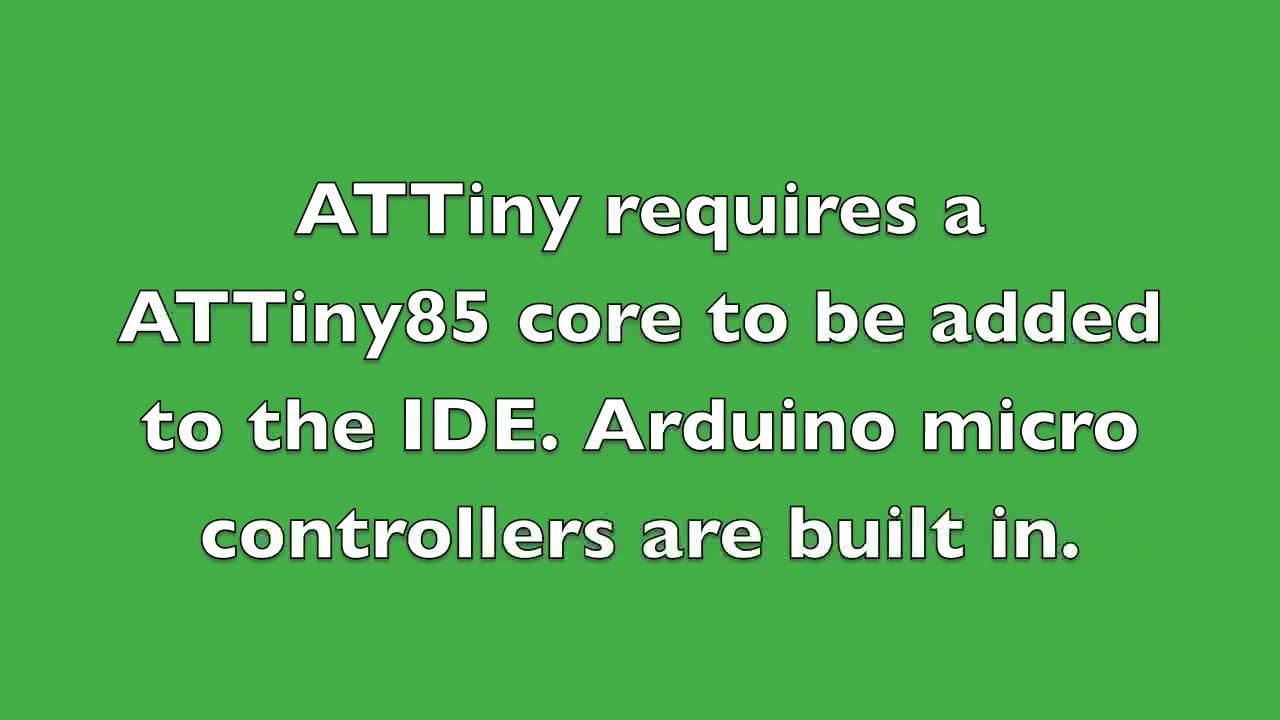 ATTiny requires a
ATTiny85 core to be added
to the IDE. Arduino micro
controllers are built in.